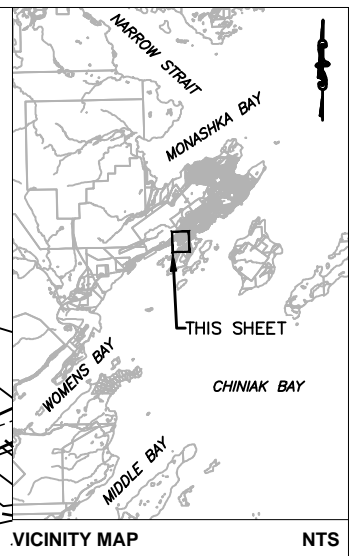 NARROW STRAIT
MONASHKA BAY
THIS SHEET
WOMENS BAY
CHINIAK BAY
MIDDLE BAY
VICINITY MAP NTS